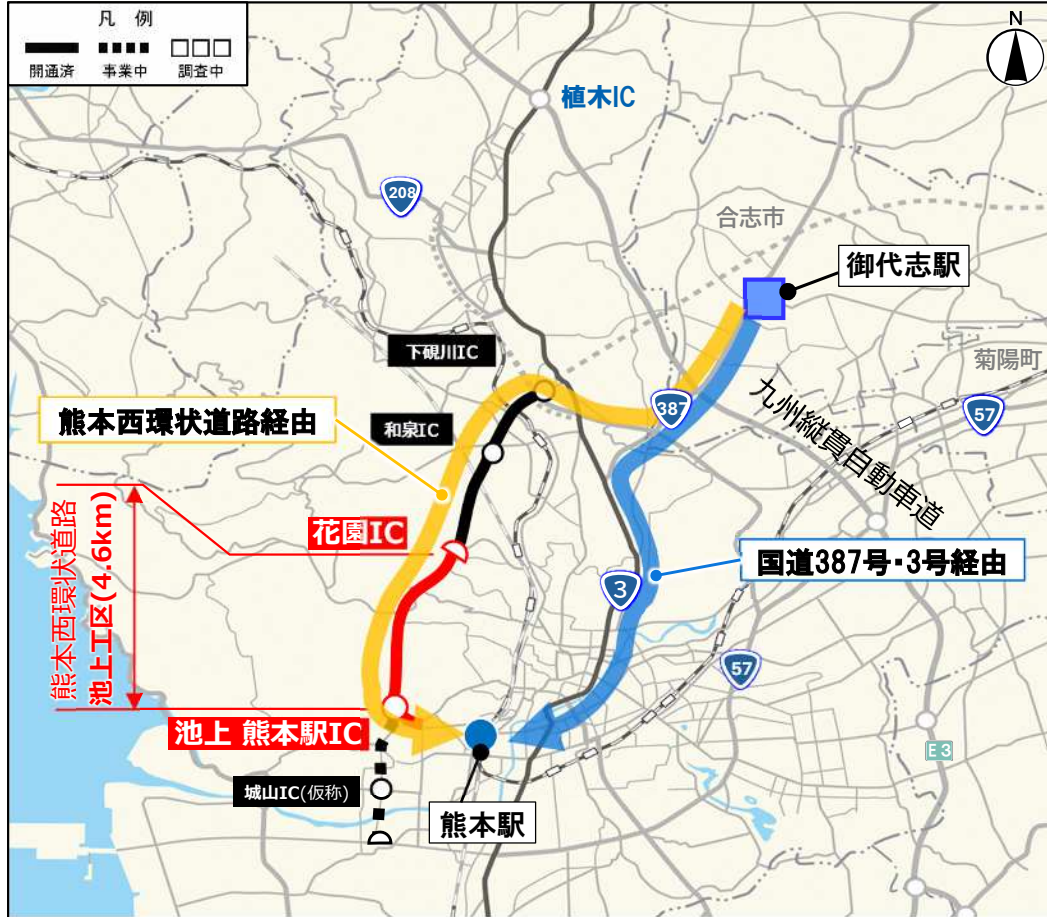 凡 例
開通済 事業中 調査中
N
植木IC
208
合志市
御代志駅
下硯川IC
菊陽町
387
57
熊本西環状道路経由
和泉IC
九州縦貫自動車道
熊本西環状道路
池上工区(4.6km)
花園IC
国道387号・3号経由
3
57
池上 熊本駅IC
E3
城山IC(仮称)
熊本駅